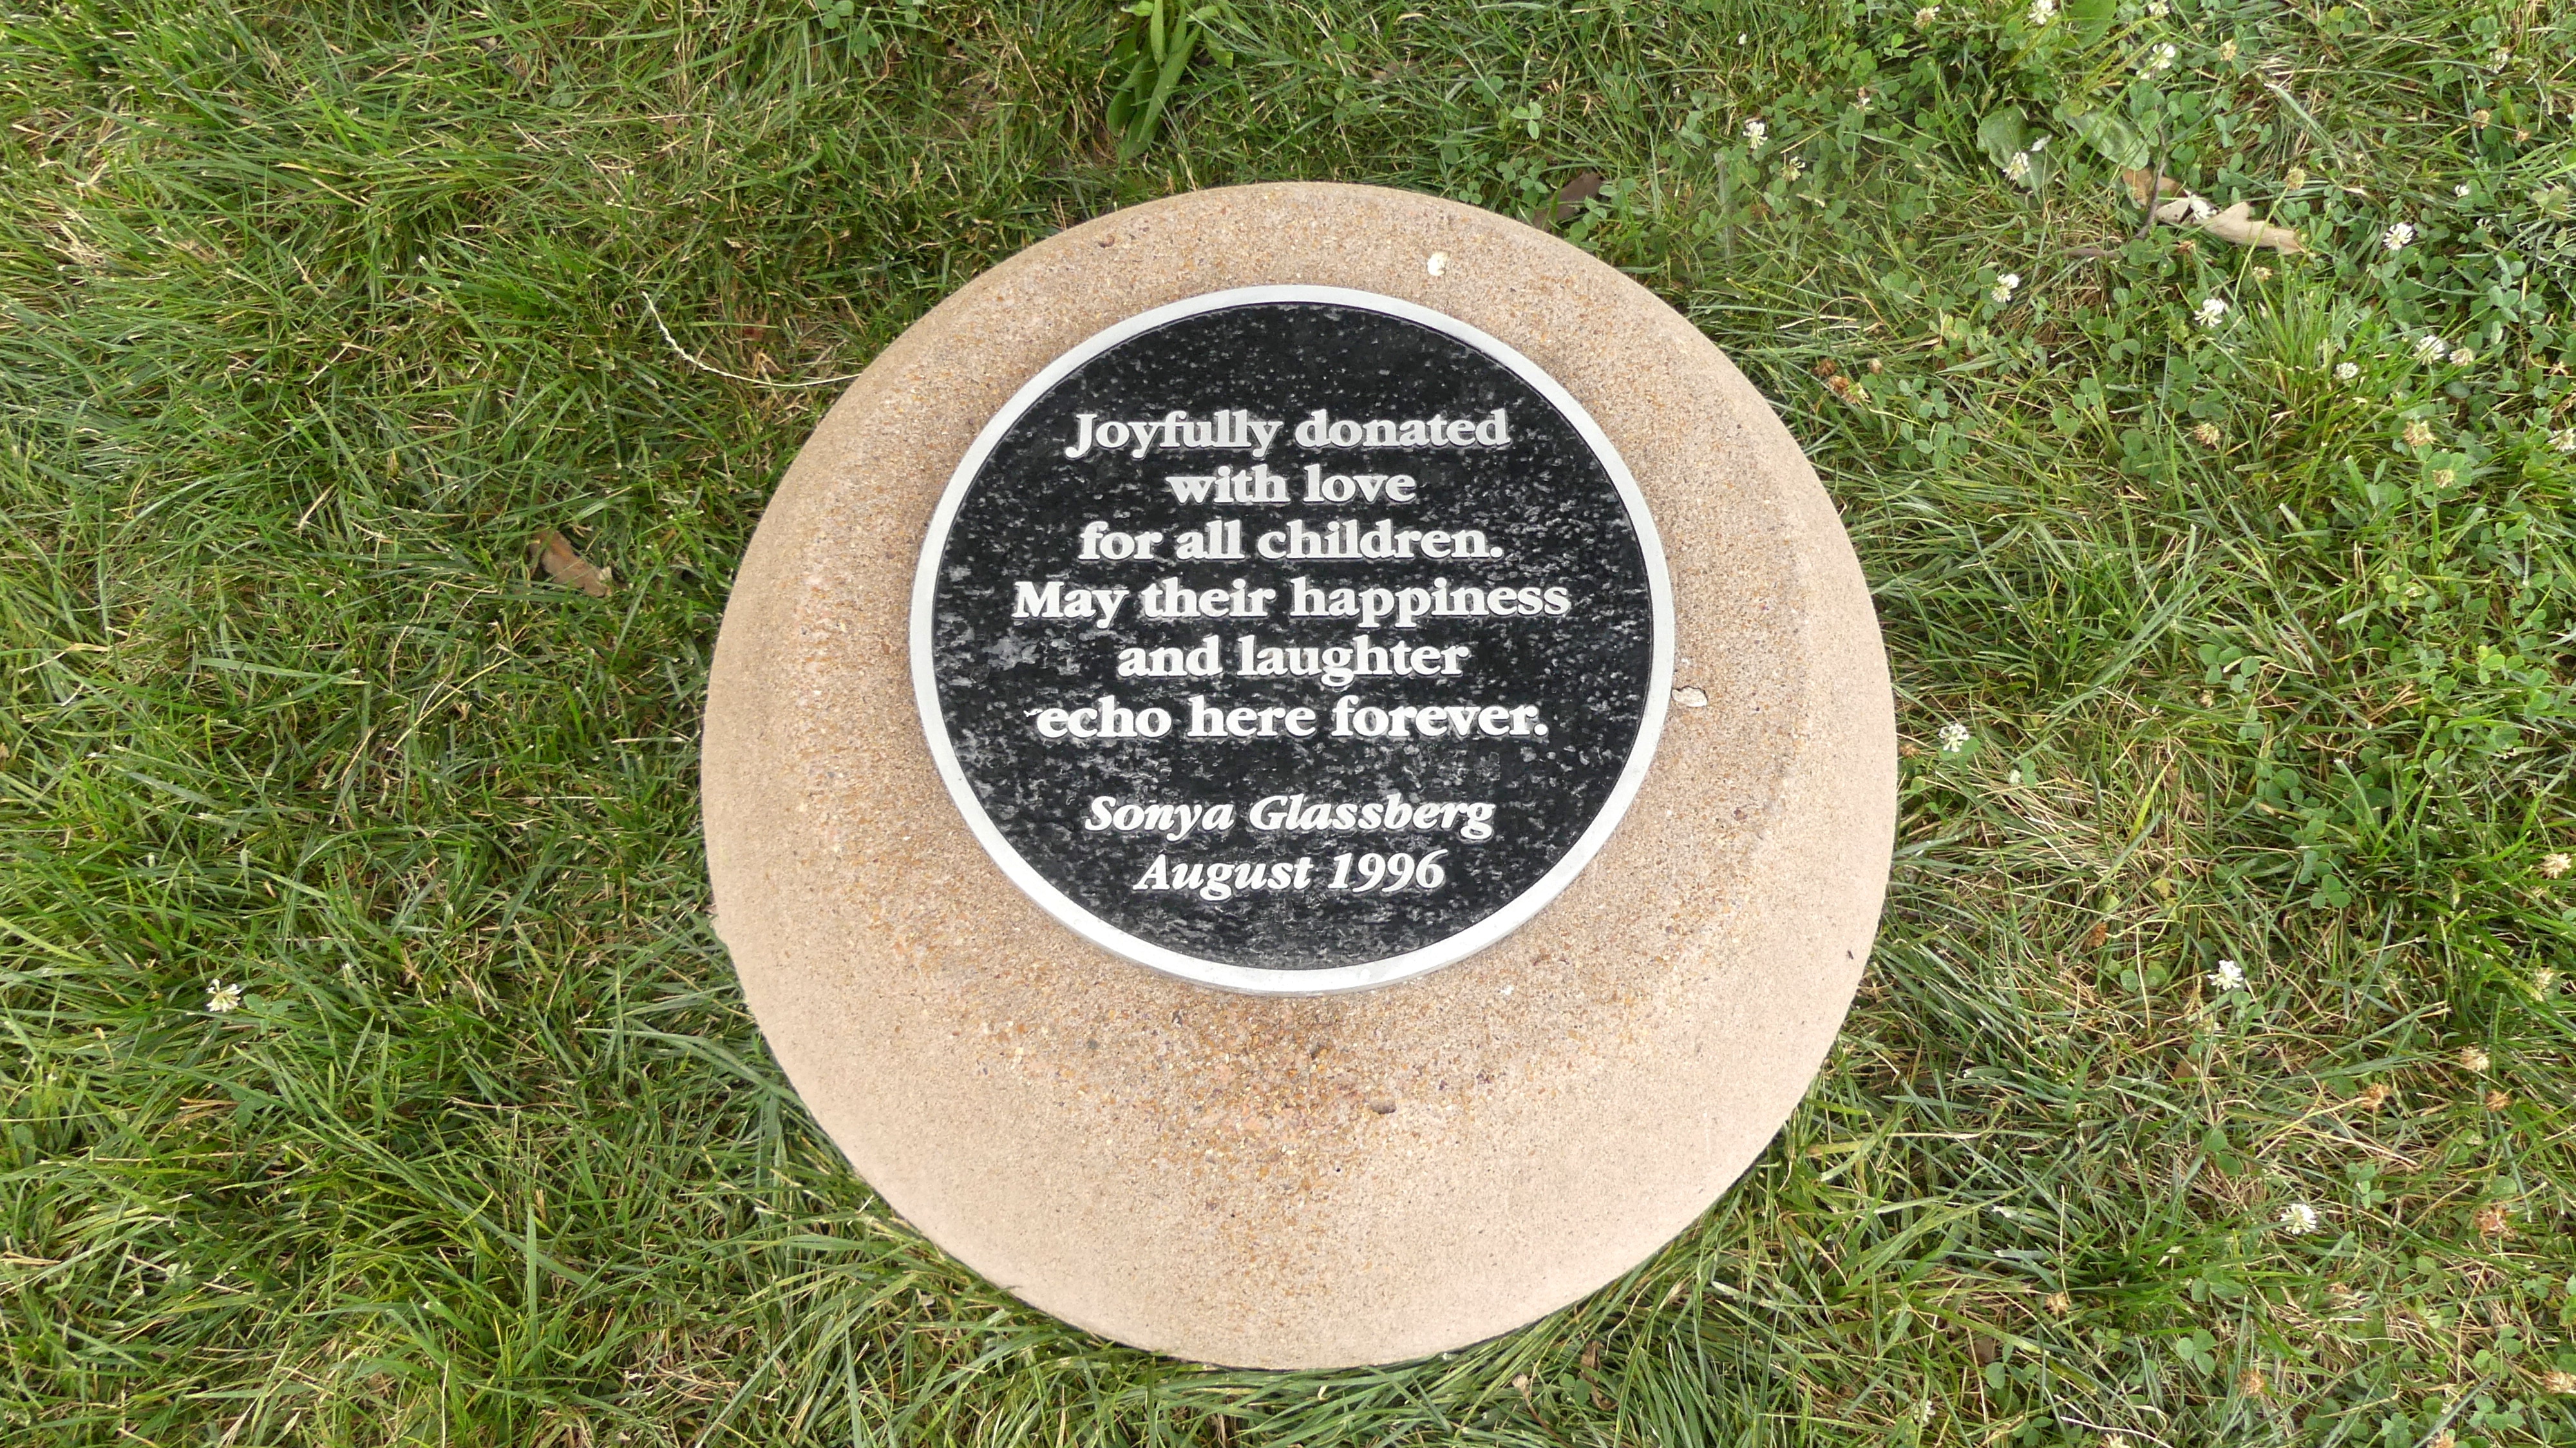 Joyfully donated
with love
for all children.
May their happiness
and laughter
echo here forever.
Sonya Glassberg
August 1996